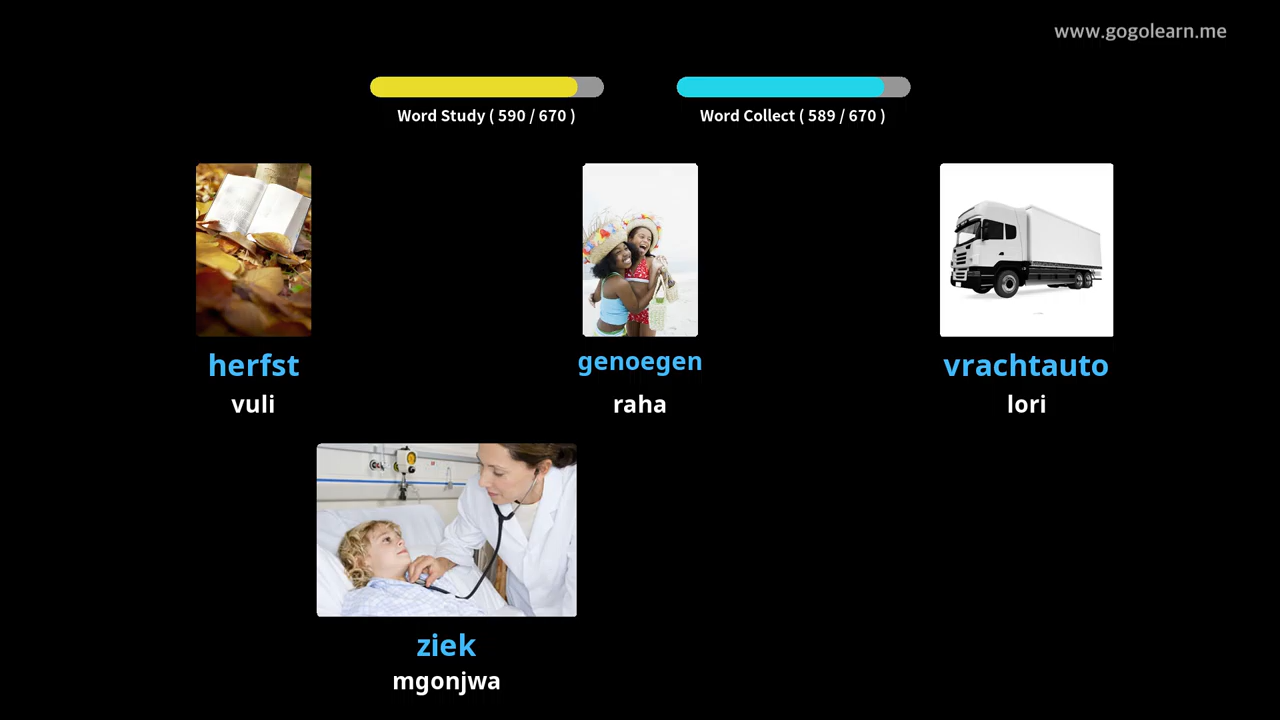 www.gogolearn.me
Word Study ( 590 / 670 )
Word Collect ( 589 / 670 )
herfst
vuli
genoegen
raha
vrachtauto
lori
ziek
mgonjwa